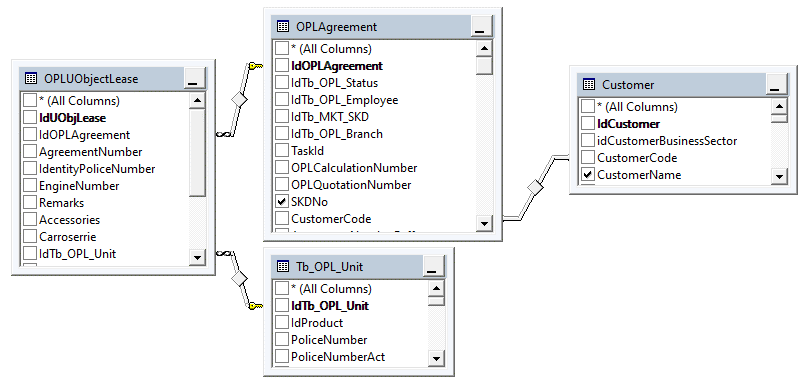 OPLUObjectLease
* (All Columns)
IdUObjLease
IdOPLAgreement
AgreementNumber
IdentityPoliceNumber
EngineNumber
Remarks
Accessories
Carroserrie
IdTb_OPL_Unit
OPLAgreement
* (All Columns)
IdOPLAgreement
IdTb_OPL_Status
IdTb_OPL_Employee
IdTb_MKT_SKD
IdTb_OPL_Branch
TaskId
OPLCalculationNumber
OPLQuotationNumber
SKDNo
CustomerCode
Tb_OPL_Unit
* (All Columns)
IdTb_OPL_Unit
IdProduct
PoliceNumber
PoliceNumberAct
Customer
* (All Columns)
IdCustomer
idCustomerBusinessSector
CustomerCode
CustomerName